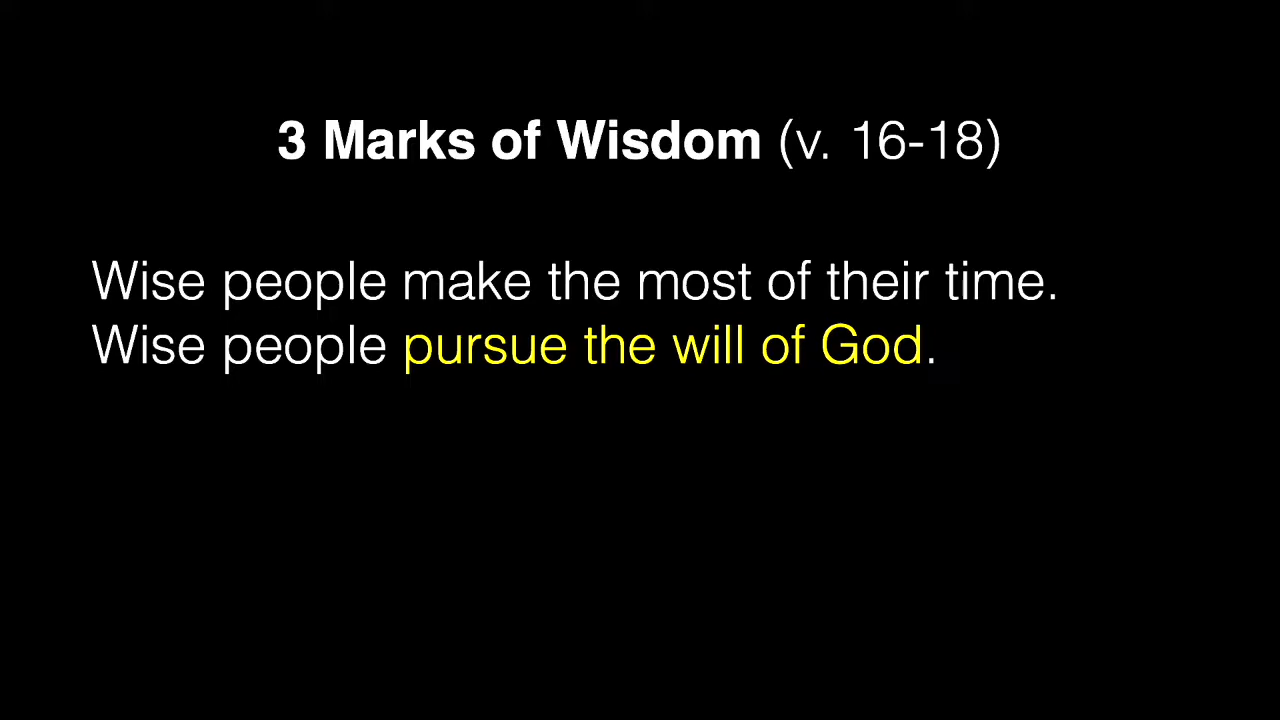 3 Marks of Wisdom (v. 16-18)
Wise people make the most of their time.
Wise people pursue the will of God.